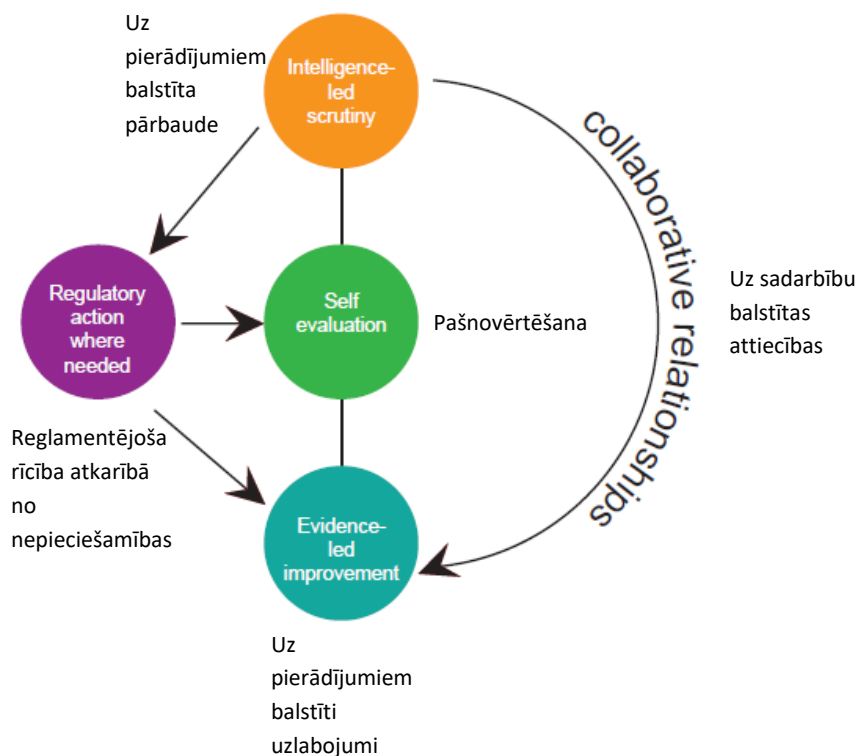 Uz
pierādījumiem
balstīta
pārbaude
Intelligence-
led
scrutiny
collaborative relationships
Regulatory
action
where
needed
Self
evaluation
Pašnovērtēšana
Uz sadarbību
balstītas
attiecības
Reglamentējoša
rīcība atkarībā
no
nepieciešamības
Evidence-
led
improvement
Uz
pierādījumiem
balstīti
uzlabojumi